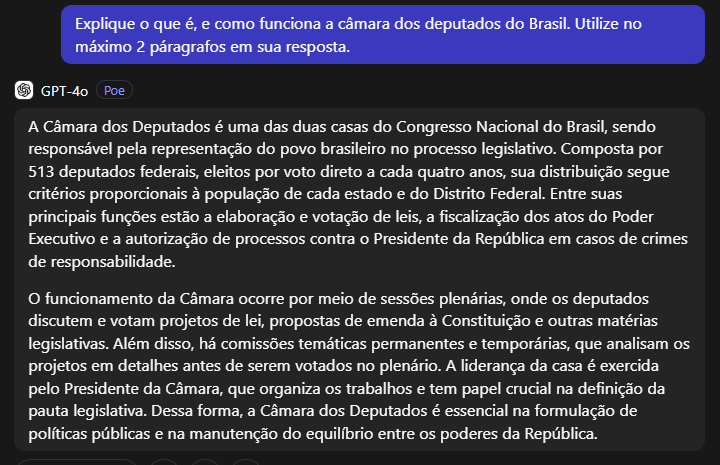 Explique o que é, e como funciona a câmara dos deputados do Brasil. Utilize no
máximo 2 páragrafos em sua resposta.
GPT-4o Poe
A Câmara dos Deputados é uma das duas casas do Congresso Nacional do Brasil, sendo
responsável pela representação do povo brasileiro no processo legislativo. Composta por
513 deputados federais, eleitos por voto direto a cada quatro anos, sua distribuição segue
critérios proporcionais à população de cada estado e do Distrito Federal. Entre suas
principais funções estão a elaboração e votação de leis, a fiscalização dos atos do Poder
Executivo e a autorização de processos contra o Presidente da República em casos de crimes
de responsabilidade.
O funcionamento da Câmara ocorre por meio de sessões plenárias, onde os deputados
discutem e votam projetos de lei, propostas de emenda à Constituição e outras matérias
legislativas. Além disso, há comissões temáticas permanentes e temporárias, que analisam os
projetos em detalhes antes de serem votados no plenário. A liderança da casa é exercida
pelo Presidente da Câmara, que organiza os trabalhos e tem papel crucial na definição da
pauta legislativa. Dessa forma, a Câmara dos Deputados é essencial na formulação de
políticas públicas e na manutenção do equilíbrio entre os poderes da República.